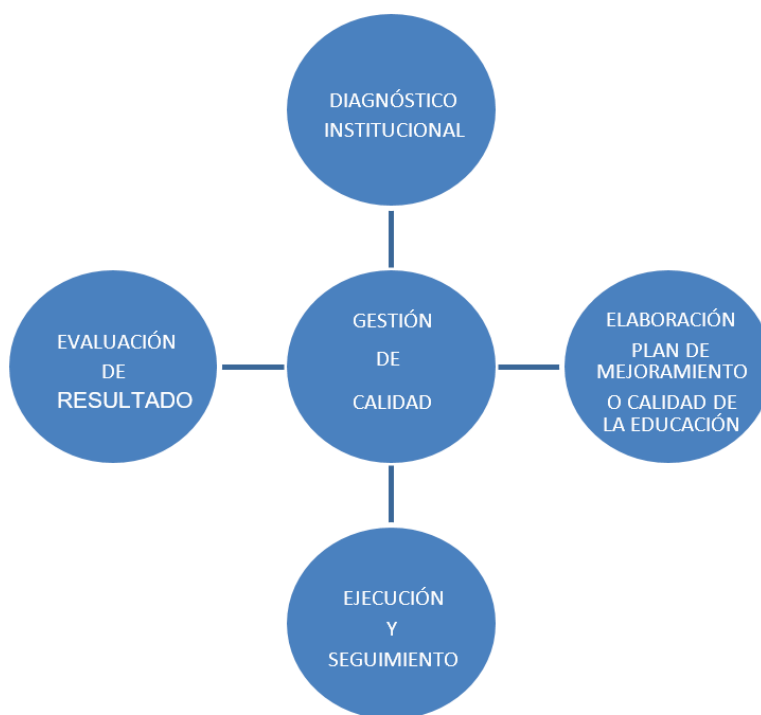 DIAGNÓSTICO
INSTITUCIONAL
EVALUACIÓN
DE
RESULTADO
GESTIÓN
DE
CALIDAD
ELABORACIÓN
PLAN DE
MEJORAMIENTO
O CALIDAD DE
LA EDUCACIÓN
EJECUCIÓN
Y
SEGUIMIENTO